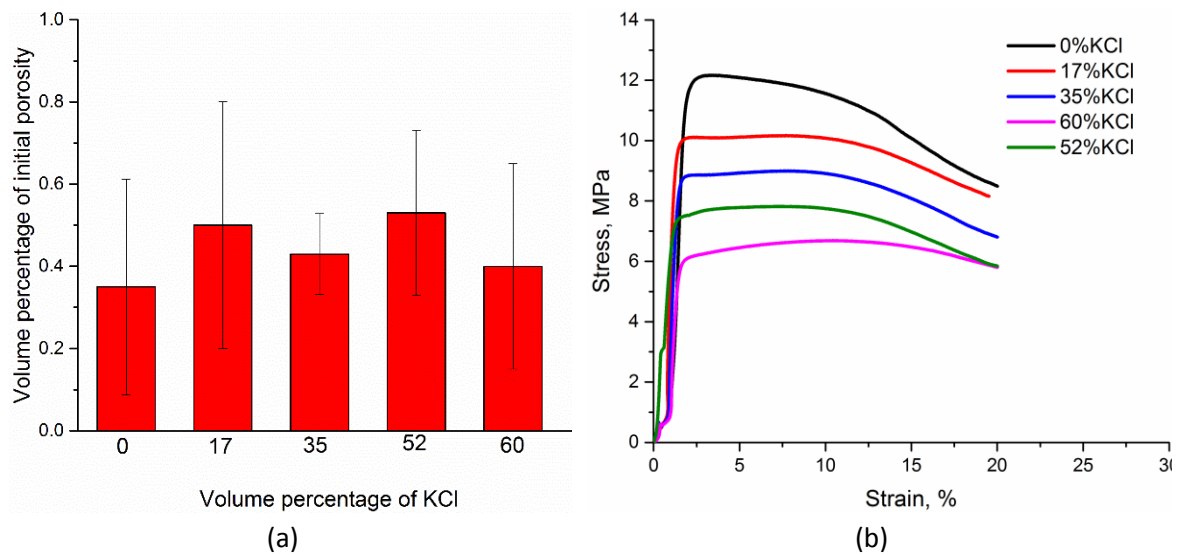 Volume percentage of initial porosity
1.0
0.8
0.6
0.4
0.2
0.0
0 17 35 52 60
Volume percentage of KCl
(a)
Stress, MPa
14
12
10
8
6
4
2
0
0%KCl
17%KCl
35%KCl
60%KCl
52%KCl
0 5 10 15 20 25 30
Strain, %
(b)